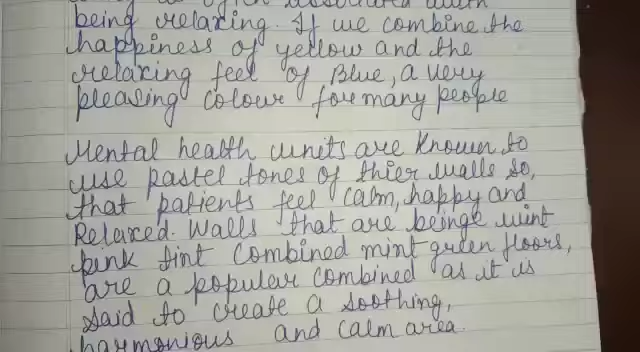 being relaxing. If we combine the
happiness of yellow and the
relaxing feel of Blue, a very
pleasing colour for many people
Mental health units are known to
use pastel tones of thier walls so,
that patients feel calm, happy and
Relaxed. Walls that are beinge mint
pink tint combined mint green floors,
are a popular combined as it is
said to create a soothing,
harmonious and calm area.